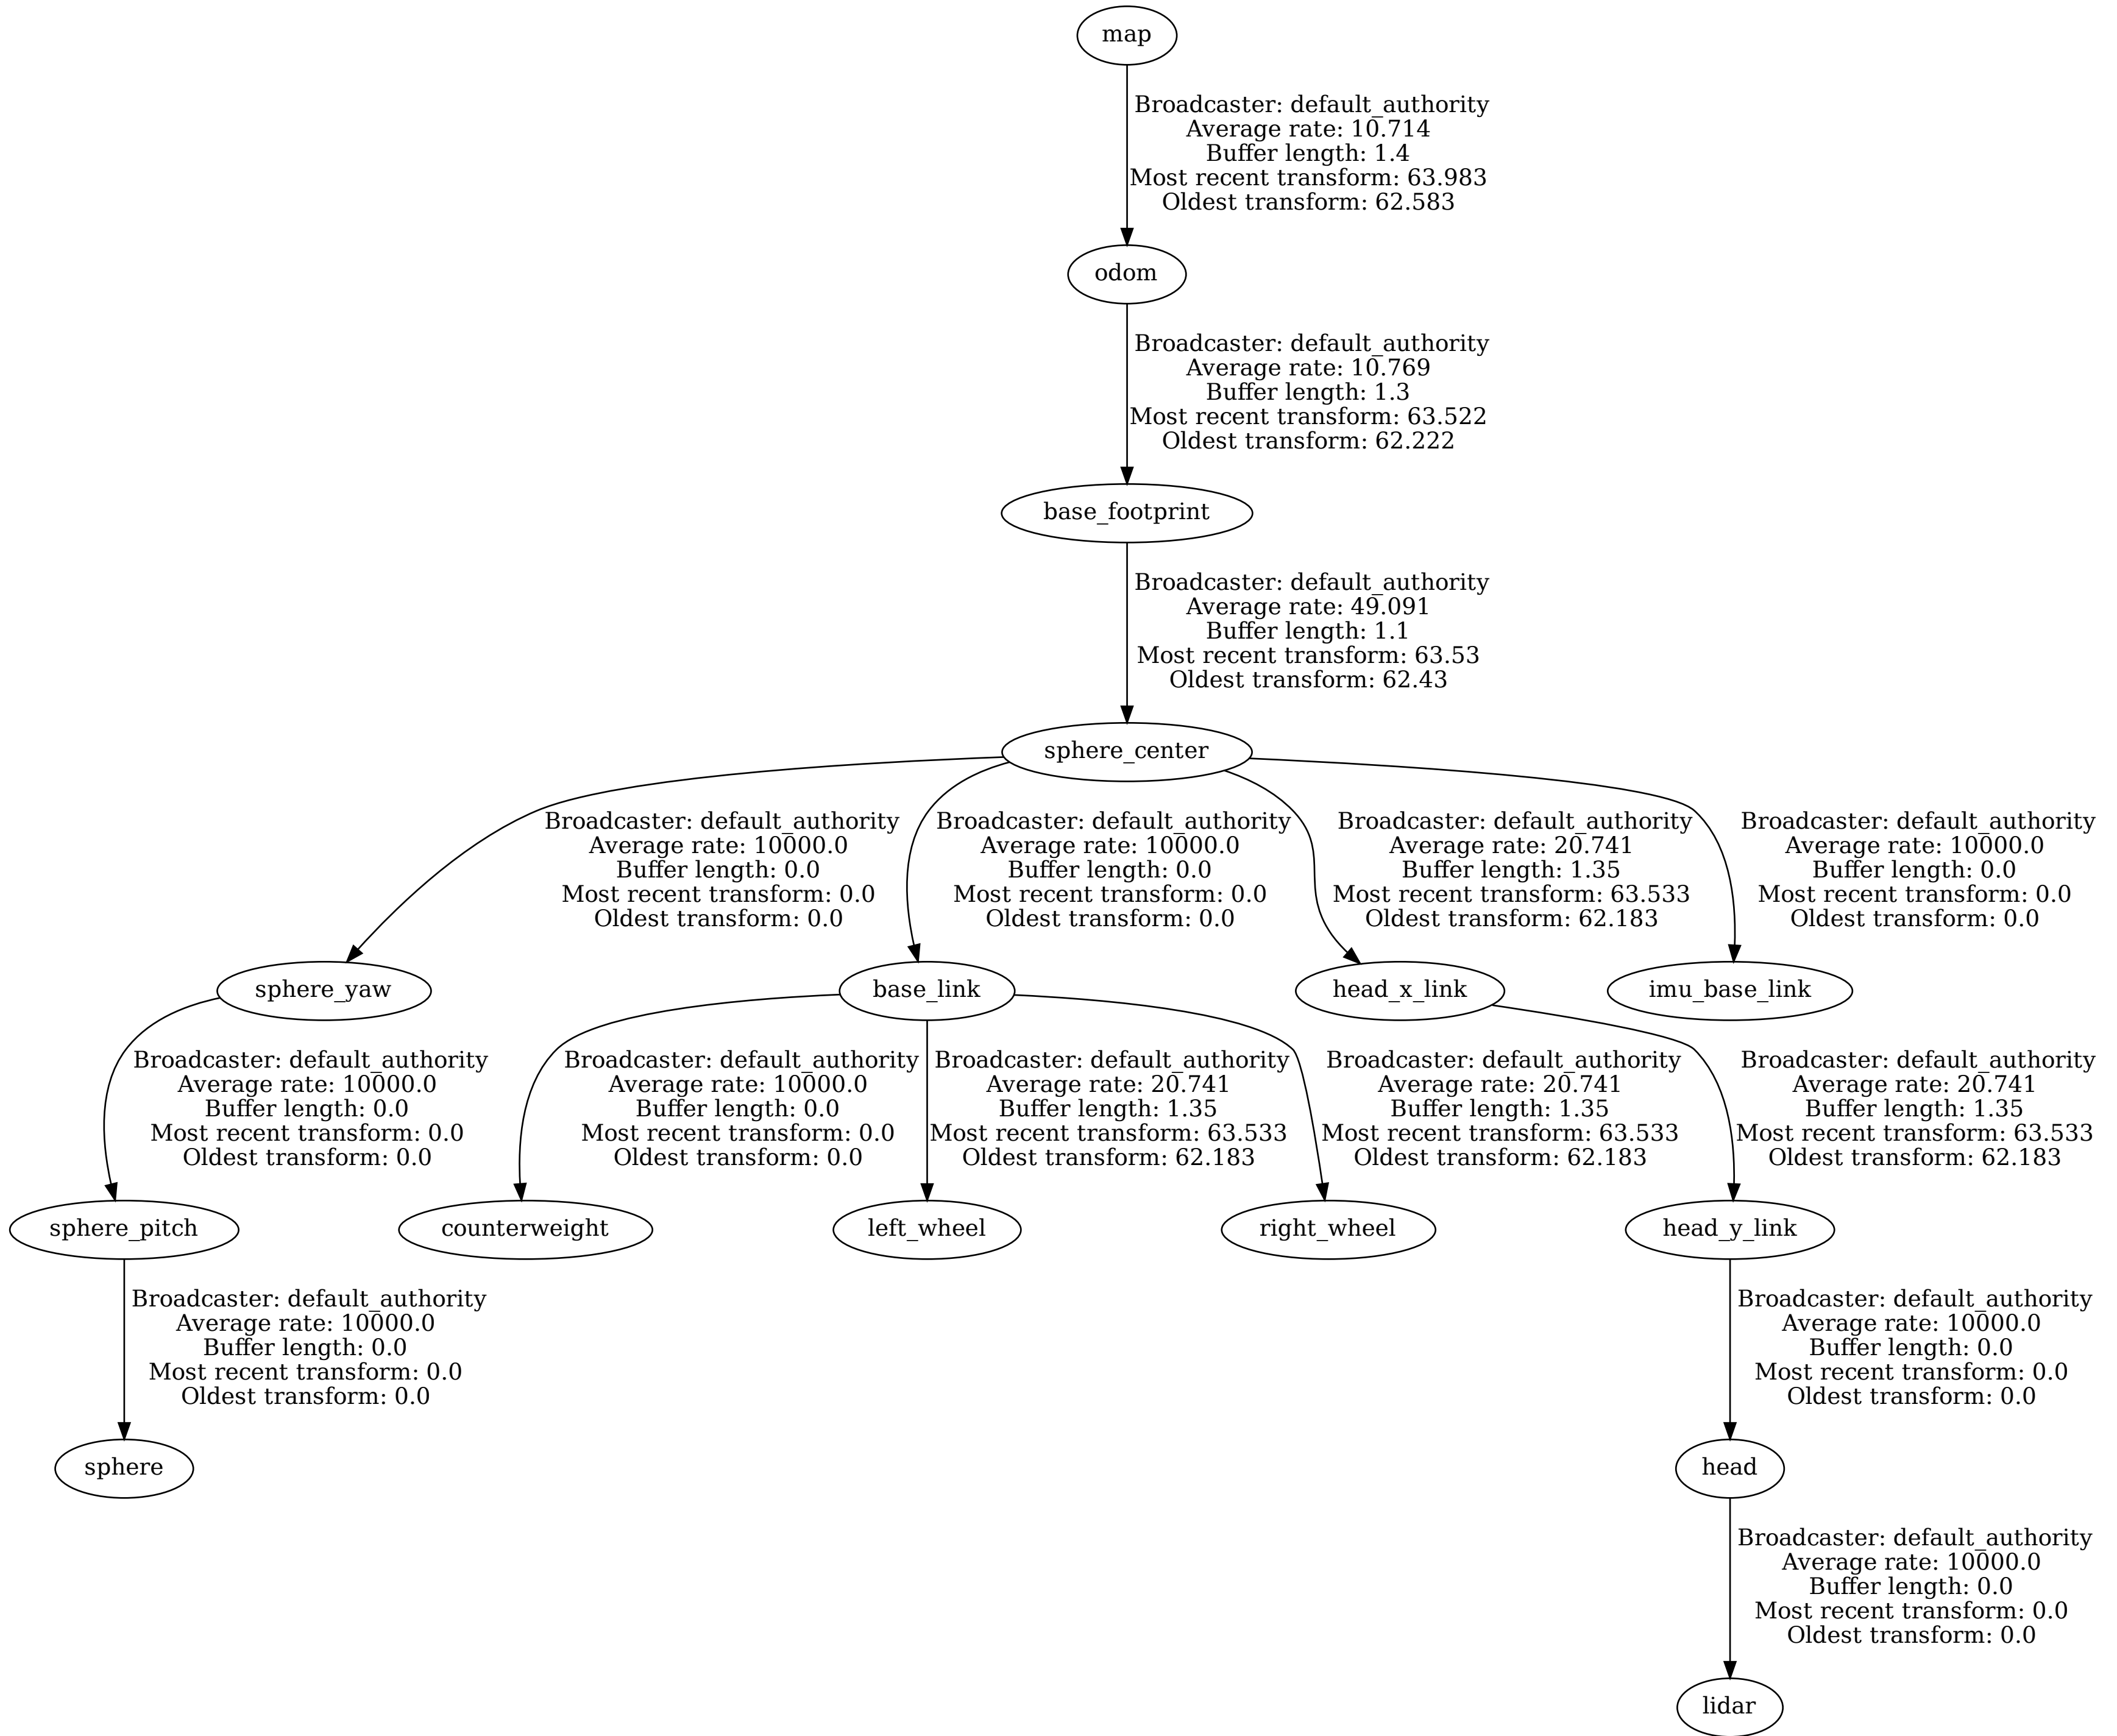 map
Broadcaster: default_authority
Average rate: 10.714
Buffer length: 1.4
Most recent transform: 63.983
Oldest transform: 62.583
odom
Broadcaster: default_authority
Average rate: 10.769
Buffer length: 1.3
Most recent transform: 63.522
Oldest transform: 62.222
base_footprint
Broadcaster: default_authority
Average rate: 49.091
Buffer length: 1.1
Most recent transform: 63.53
Oldest transform: 62.43
sphere_center
Broadcaster: default_authority
Average rate: 10000.0
Buffer length: 0.0
Most recent transform: 0.0
Oldest transform: 0.0
Broadcaster: default_authority
Average rate: 10000.0
Buffer length: 0.0
Most recent transform: 0.0
Oldest transform: 0.0
Broadcaster: default_authority
Average rate: 20.741
Buffer length: 1.35
Most recent transform: 63.533
Oldest transform: 62.183
Broadcaster: default_authority
Average rate: 10000.0
Buffer length: 0.0
Most recent transform: 0.0
Oldest transform: 0.0
sphere_yaw
base_link
head_x_link
imu_base_link
Broadcaster: default_authority
Average rate: 10000.0
Buffer length: 0.0
Most recent transform: 0.0
Oldest transform: 0.0
Broadcaster: default_authority
Average rate: 10000.0
Buffer length: 0.0
Most recent transform: 0.0
Oldest transform: 0.0
Broadcaster: default_authority
Average rate: 20.741
Buffer length: 1.35
Most recent transform: 63.533
Oldest transform: 62.183
Broadcaster: default_authority
Average rate: 20.741
Buffer length: 1.35
Most recent transform: 63.533
Oldest transform: 62.183
Broadcaster: default_authority
Average rate: 20.741
Buffer length: 1.35
Most recent transform: 63.533
Oldest transform: 62.183
sphere_pitch
counterweight
left_wheel
right_wheel
head_y_link
Broadcaster: default_authority
Average rate: 10000.0
Buffer length: 0.0
Most recent transform: 0.0
Oldest transform: 0.0
Broadcaster: default_authority
Average rate: 10000.0
Buffer length: 0.0
Most recent transform: 0.0
Oldest transform: 0.0
sphere
head
Broadcaster: default_authority
Average rate: 10000.0
Buffer length: 0.0
Most recent transform: 0.0
Oldest transform: 0.0
lidar